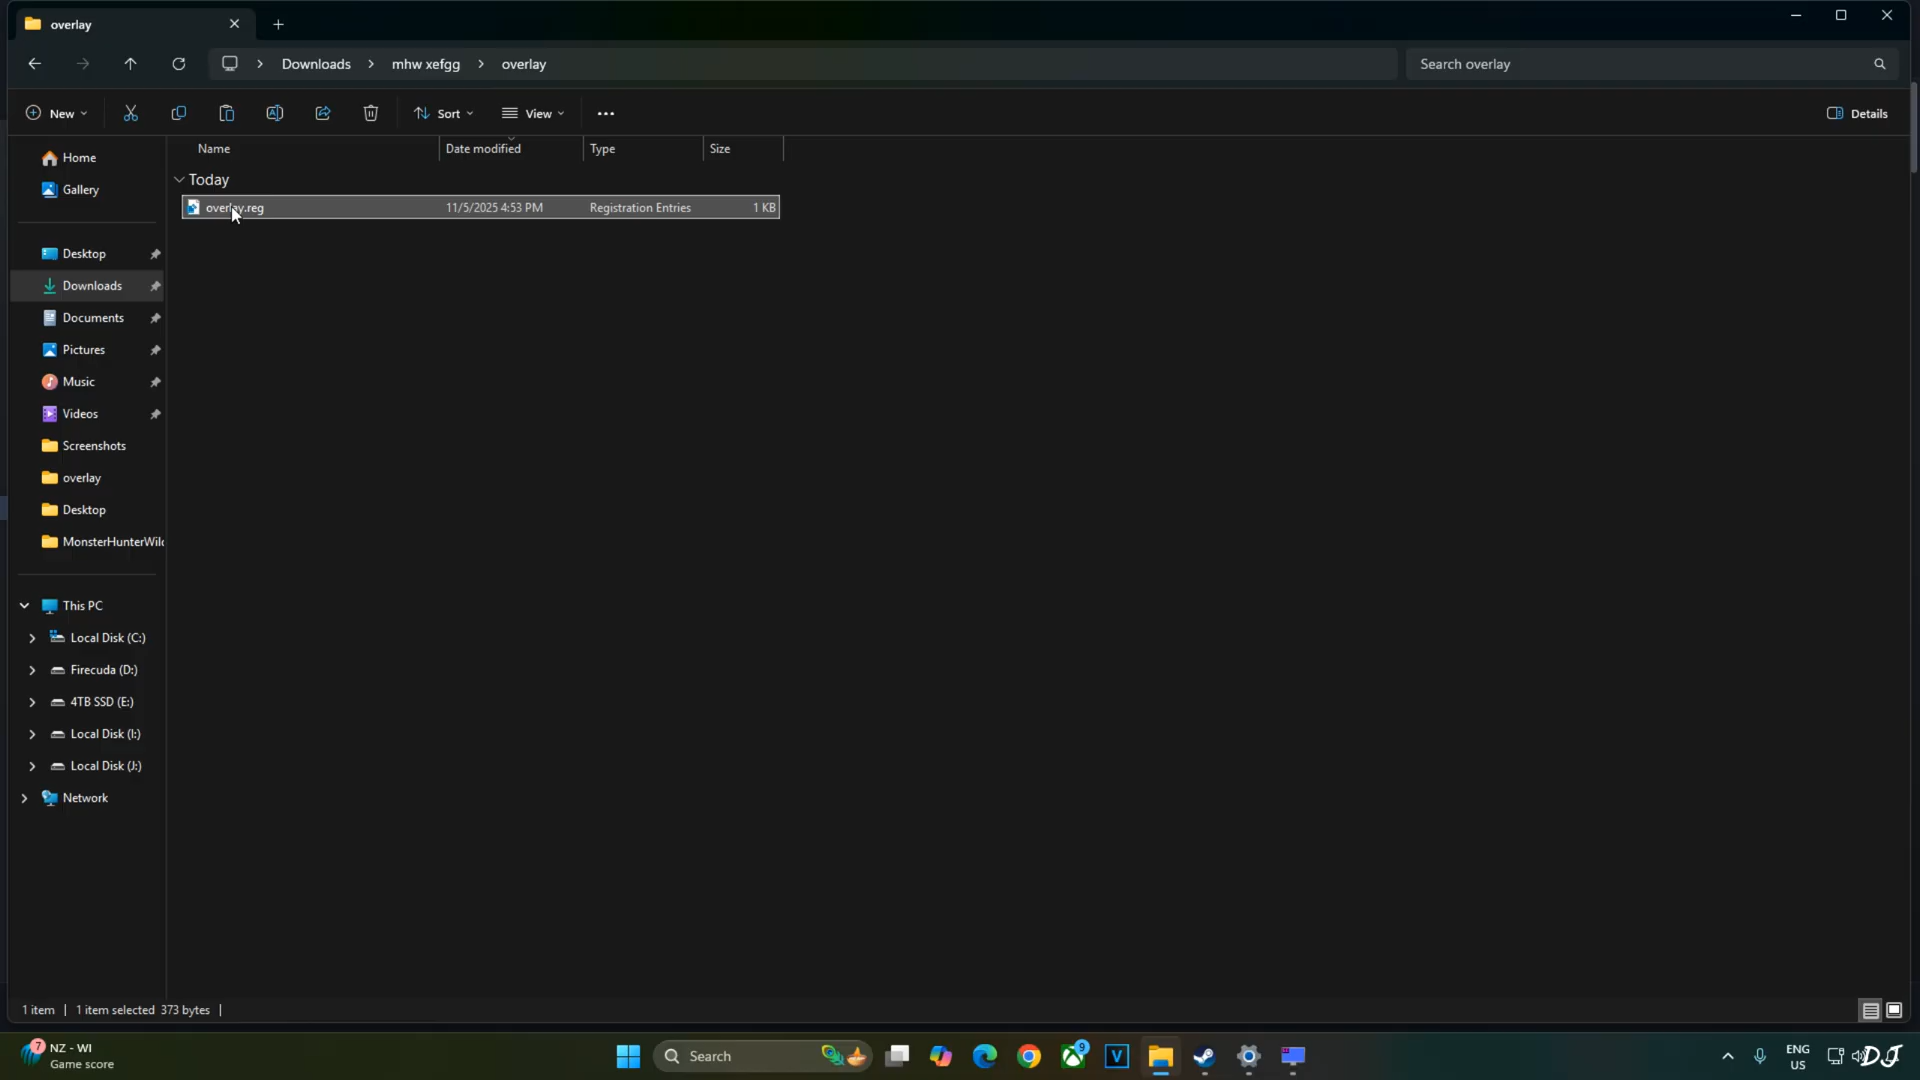 overlay
Downloads
mhw xefgg
overlay
Search overlay
New
Sort
View
Details
Name
Date modified
Type
Size
Today
overlay.reg
11/5/2025 4:53 PM
Registration Entries
1 KB
Home
Gallery
Desktop
Downloads
Documents
Pictures
Music
Videos
Screenshots
overlay
Desktop
MonsterHunterWil
This PC
Local Disk (C:)
Firecuda (D:)
4TB SSD (E:)
Local Disk (I:)
Local Disk (J:)
Network
1 item
1 item selected 373 bytes
7
NZ - WI
Game score
Search
9
V
ENG
US
DJ